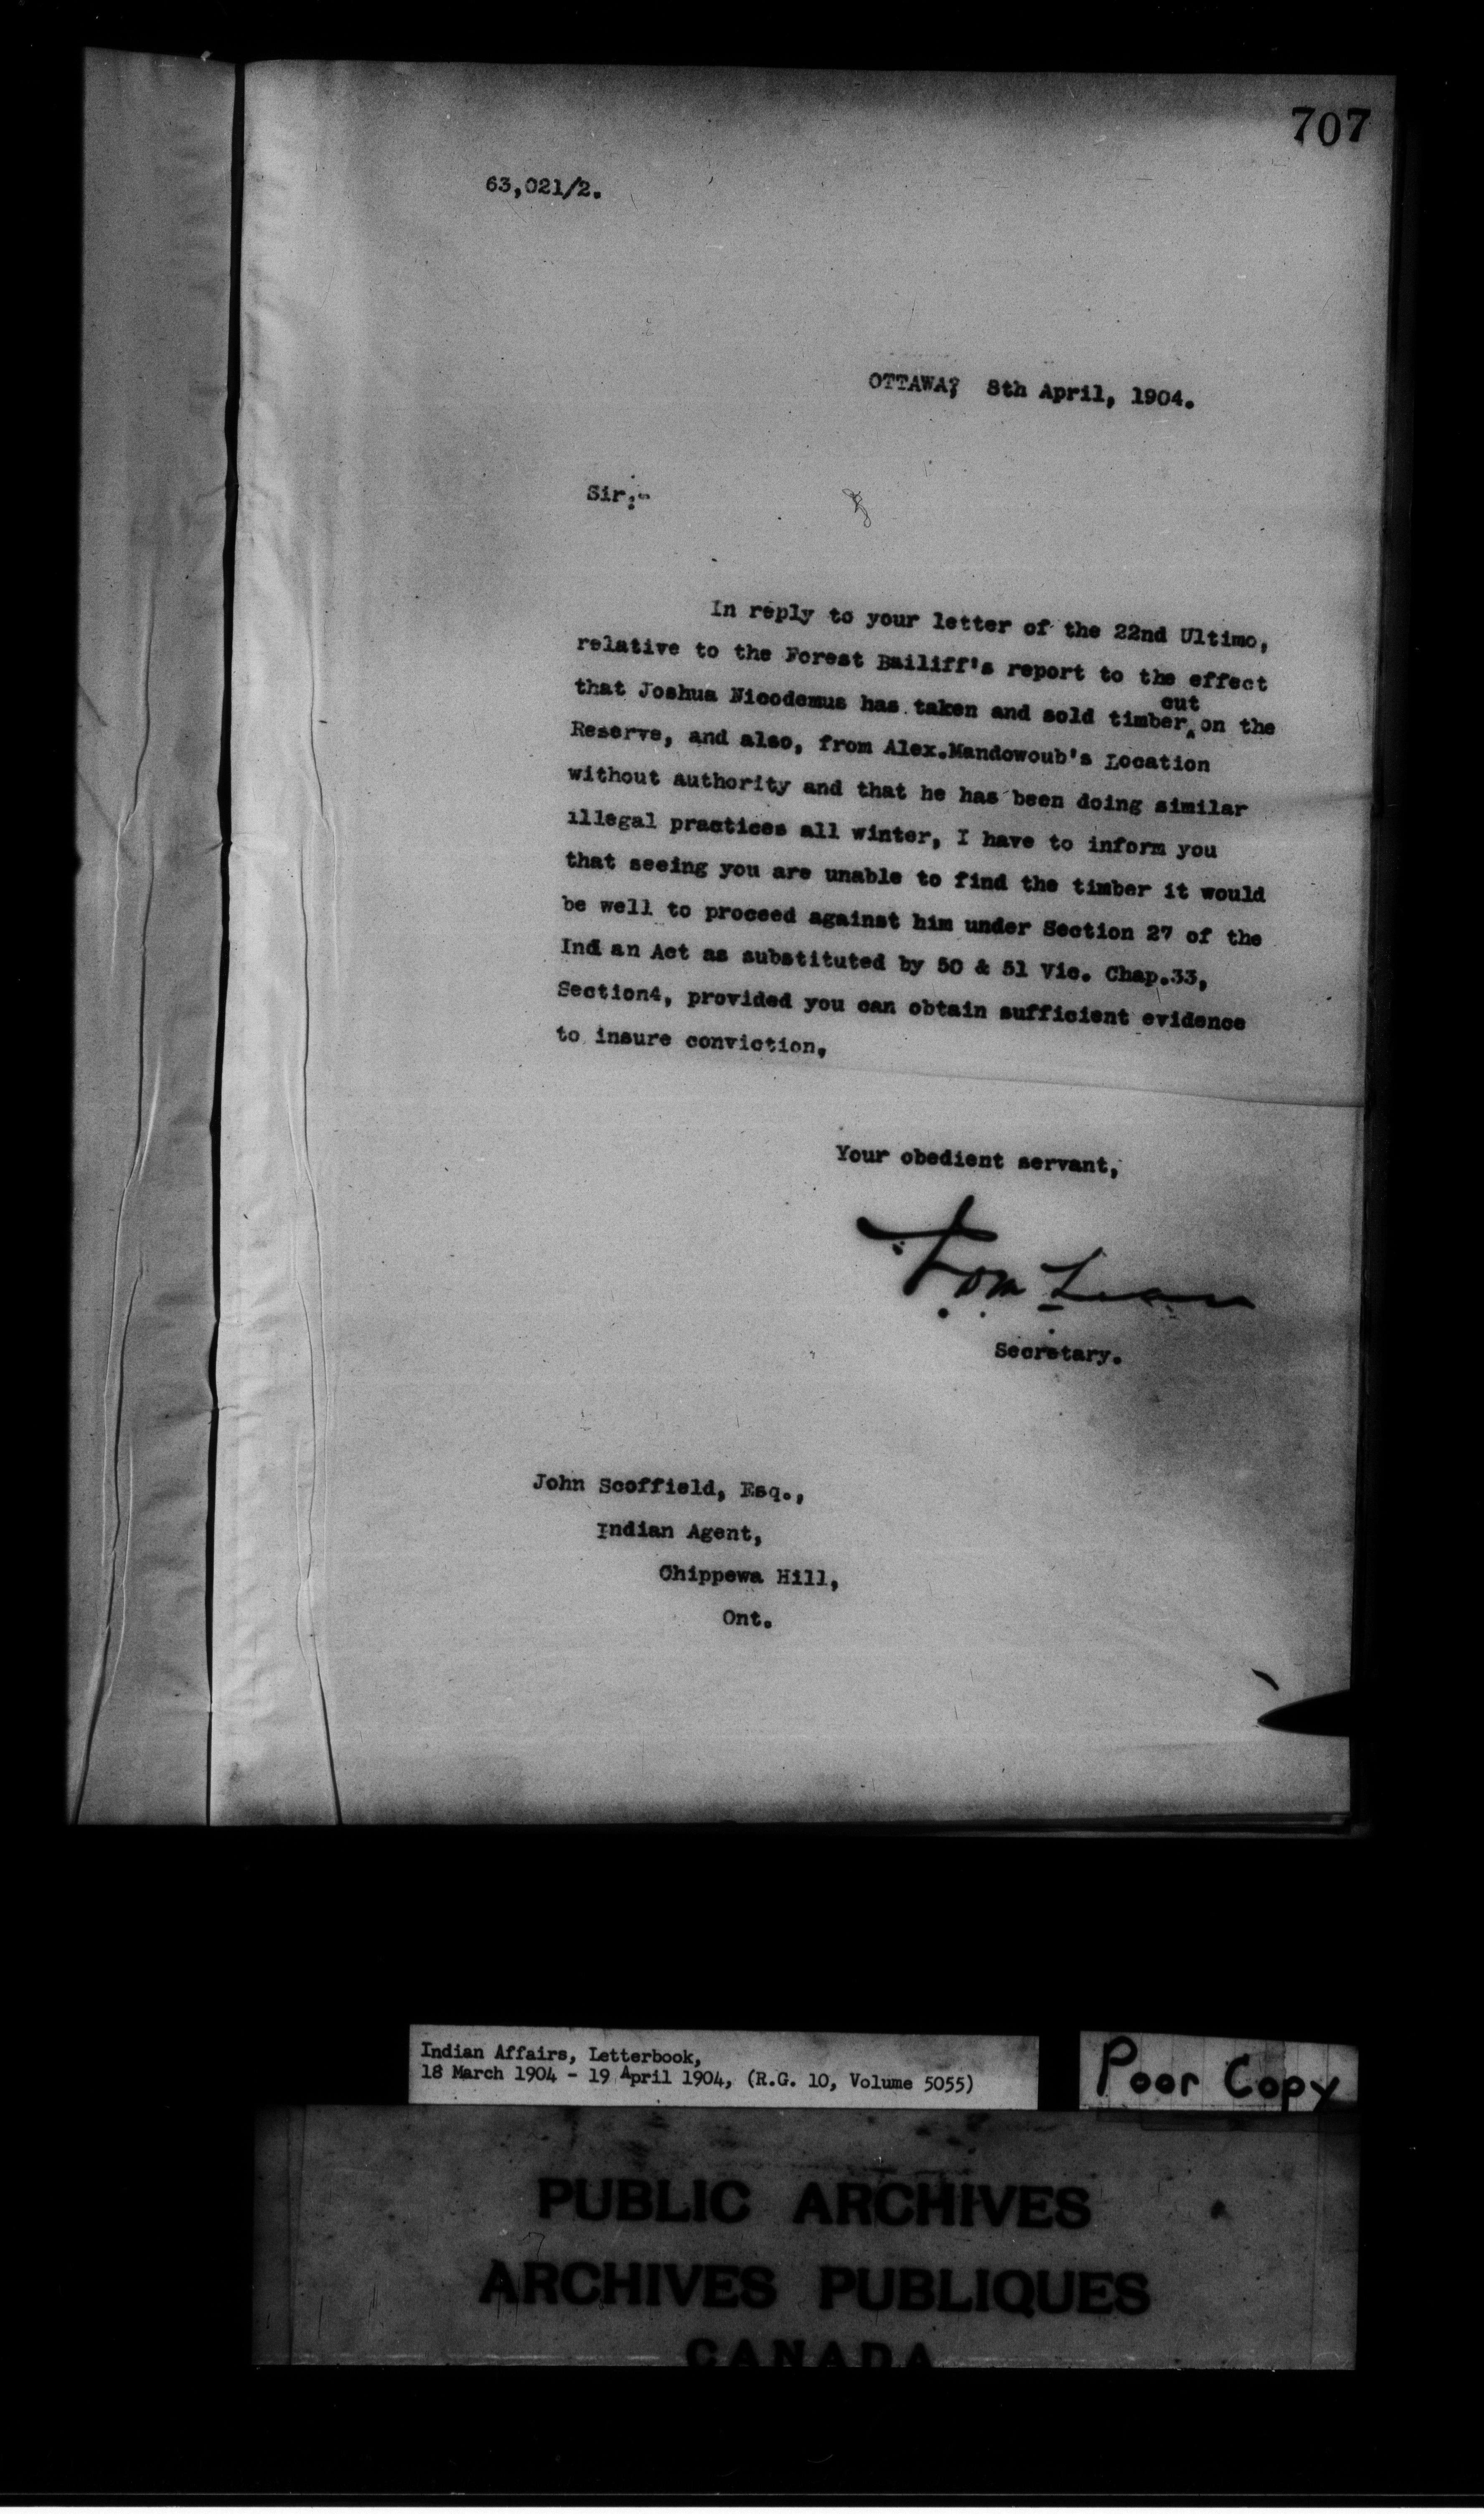 707
63,021/2.
OTTAWA; 8th April, 1904.
Sir:-
In reply to your letter of the 22nd Ultimo,
relative to the Forest Bailiff's report to the effect
that Joshua Nicodemus has taken and sold timber cut on the
Reserve, and also, from Alex.Mandowoub's Location
without authority and that he has been doing similar
illegal practices all winter, I have to inform you
that seeing you are unable to find the timber it would
be well to proceed against him under Section 27 of the
Indian Act as substituted by 50 & 51 Vic. Chap.33,
Section4, provided you can obtain sufficient evidence
to insure conviction,
Your obedient servant,
Secretary.
John Scoffield, Esq.,
Indian Agent,
Chippewa Hill,
Ont.
Indian Affairs, Letterbook,
18 March 1904 - 19 April 1904, (R.G. 10, Volume 5055)
Poor Copy
PUBLIC ARCHIVES
ARCHIVES PUBLIQUES
CANADA